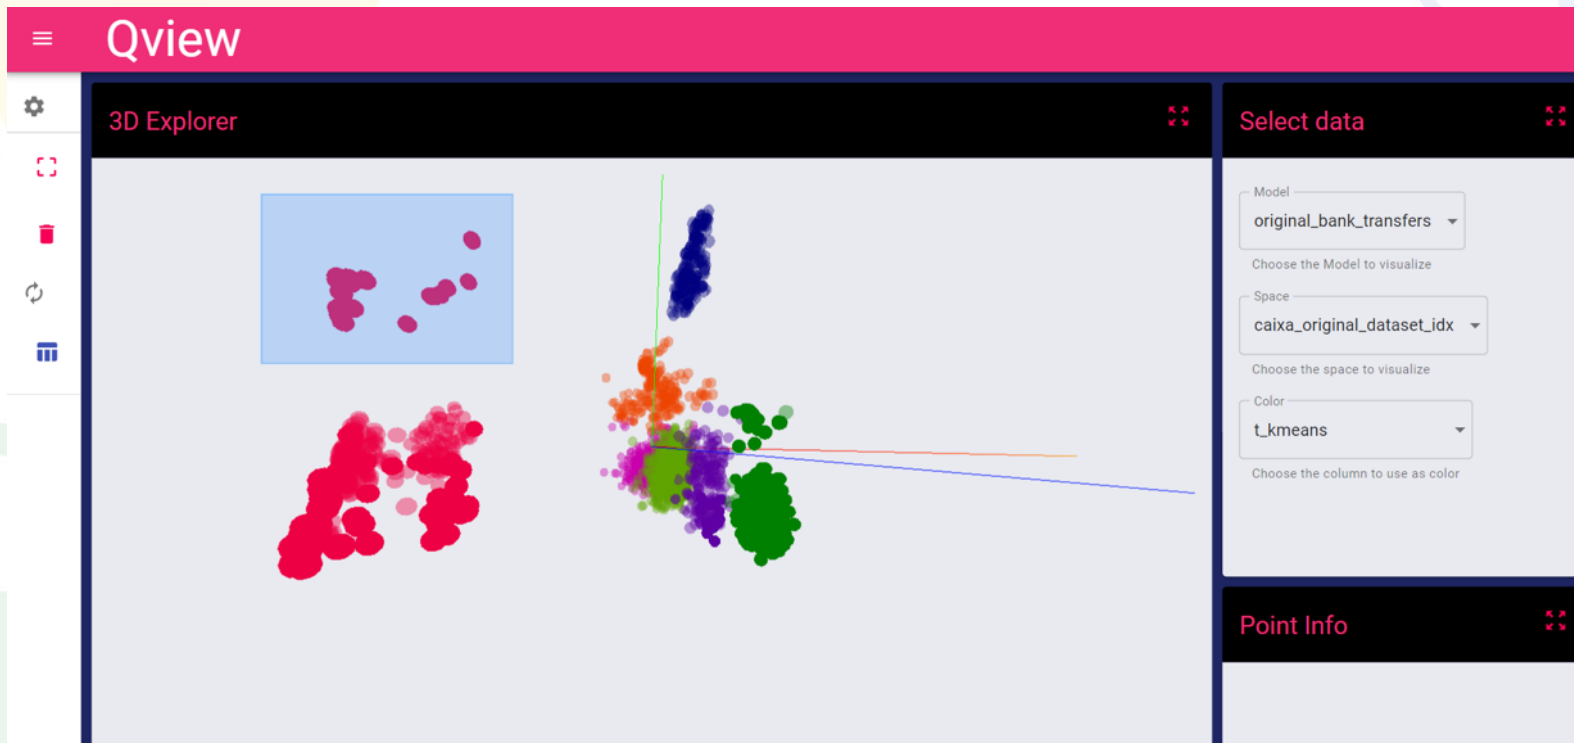 Qview
3D Explorer
Select data
Model
original_bank_transfers
Choose the Model to visualize
Space
caixa_original_dataset_idx
Choose the space to visualize
Color
t_kmeans
Choose the column to use as color
Point Info